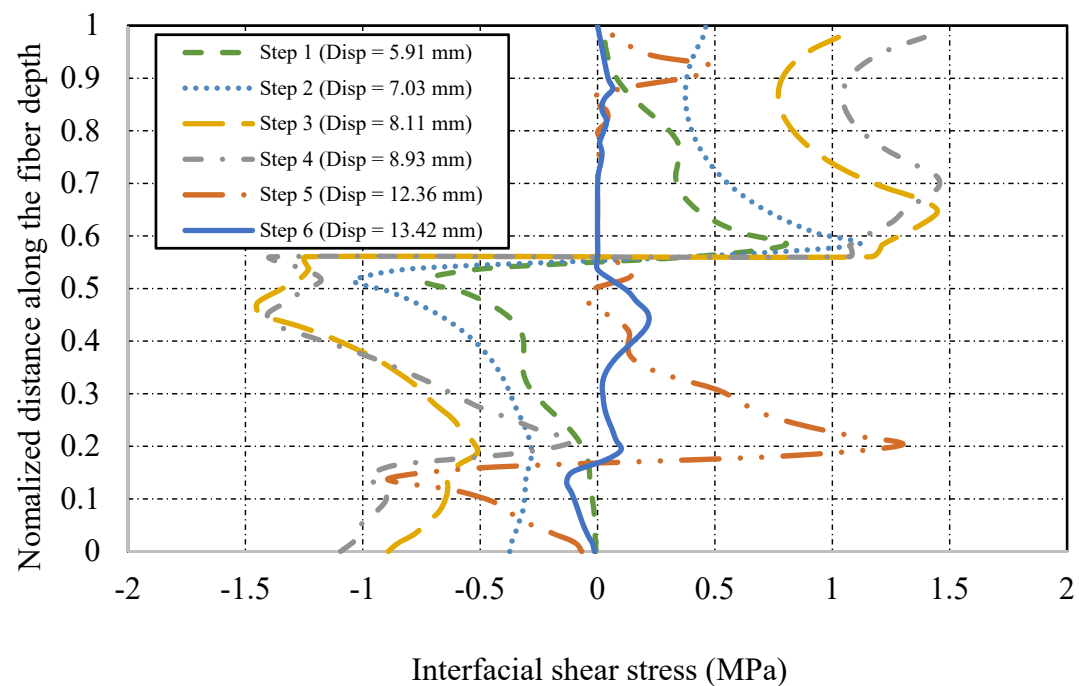 Nomalized distance along the fiber depth
1
0.9
0.8
0.7
0.6
0.5
0.4
0.3
0.2
0.1
0
Step 1 (Disp = 5.91 mm)
Step 2 (Disp = 7.03 mm)
Step 3 (Disp = 8.11 mm)
Step 4 (Disp = 8.93 mm)
Step 5 (Disp = 12.36 mm)
Step 6 (Disp = 13.42 mm)
-2 -1.5 -1 -0.5 0 0.5 1 1.5 2
Interfacial shear stress (MPa)